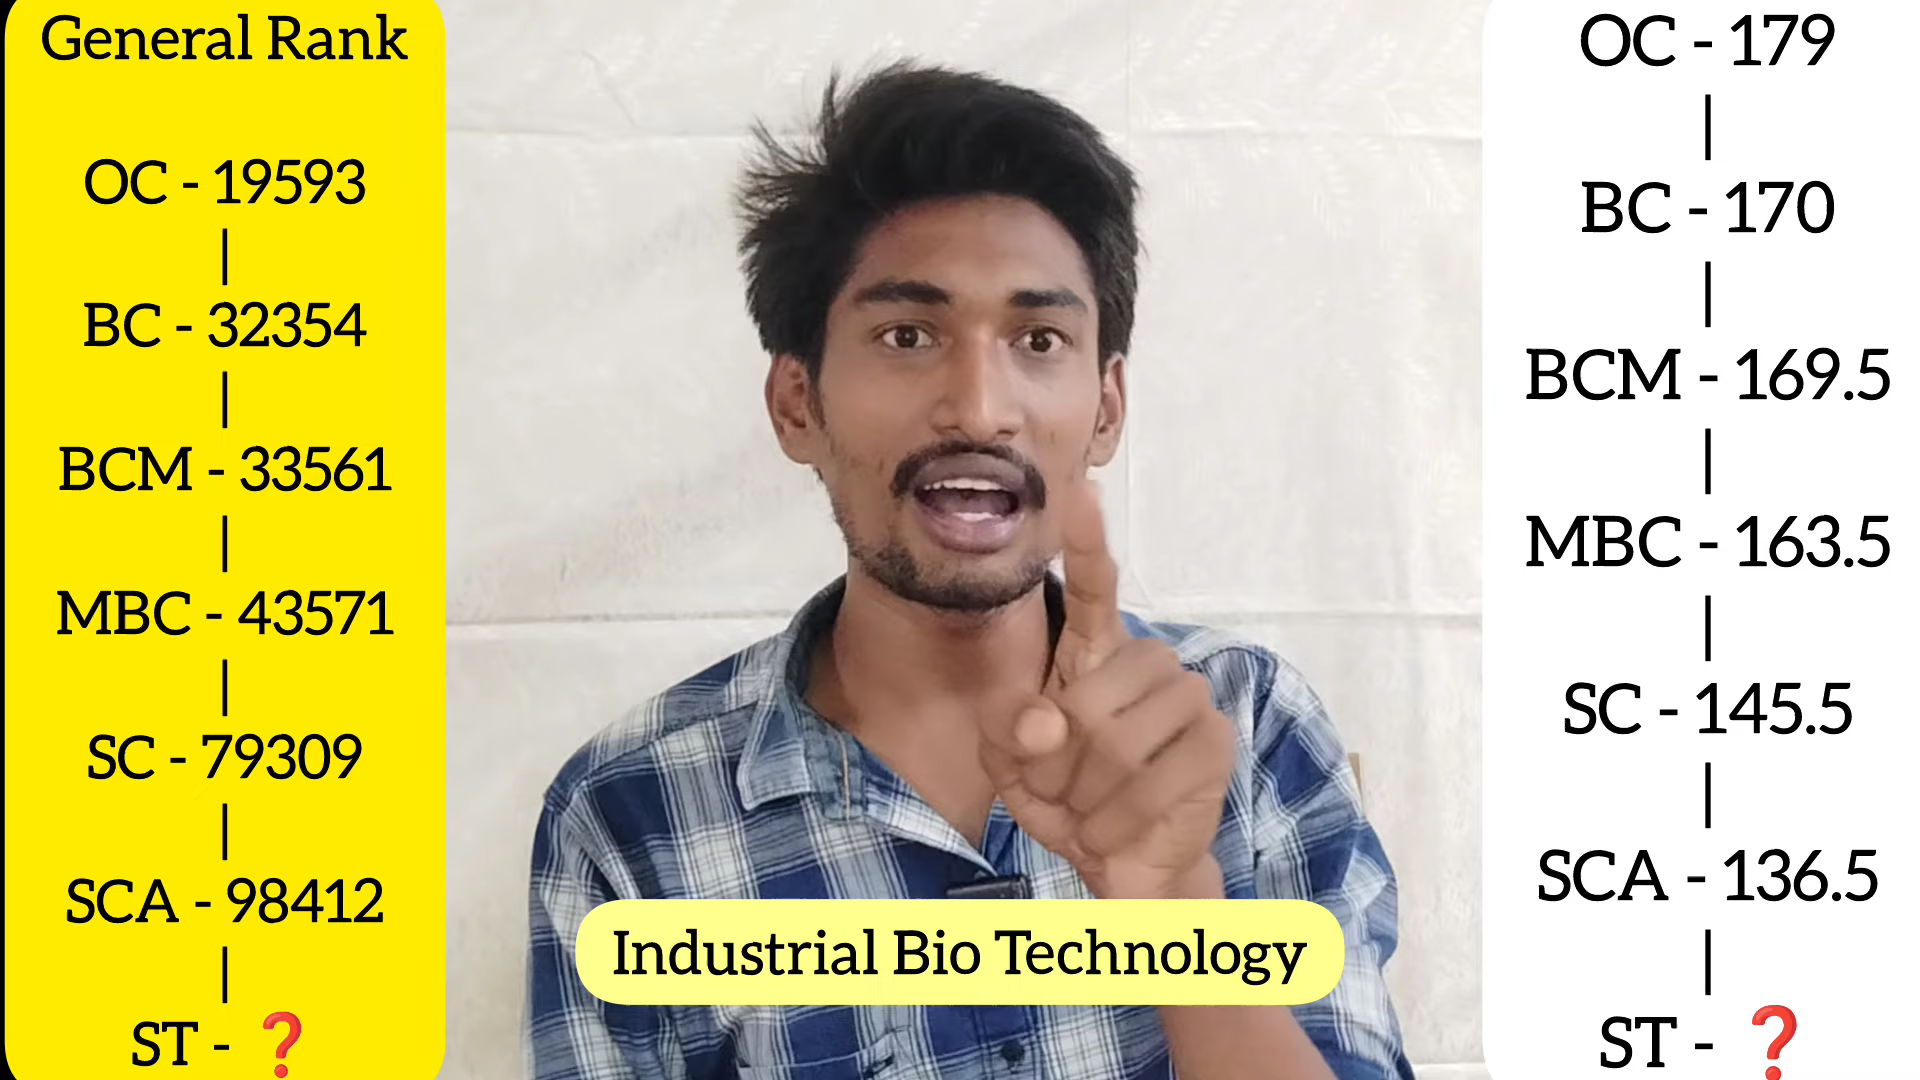 General Rank
OC - 19593
|
BC - 32354
|
BCM - 33561
|
MBC - 43571
|
SC - 79309
|
SCA - 98412
|
ST - ❓
OC - 179
|
BC - 170
|
BCM - 169.5
|
MBC - 163.5
|
SC - 145.5
|
SCA - 136.5
|
ST - ❓
Industrial Bio Technology